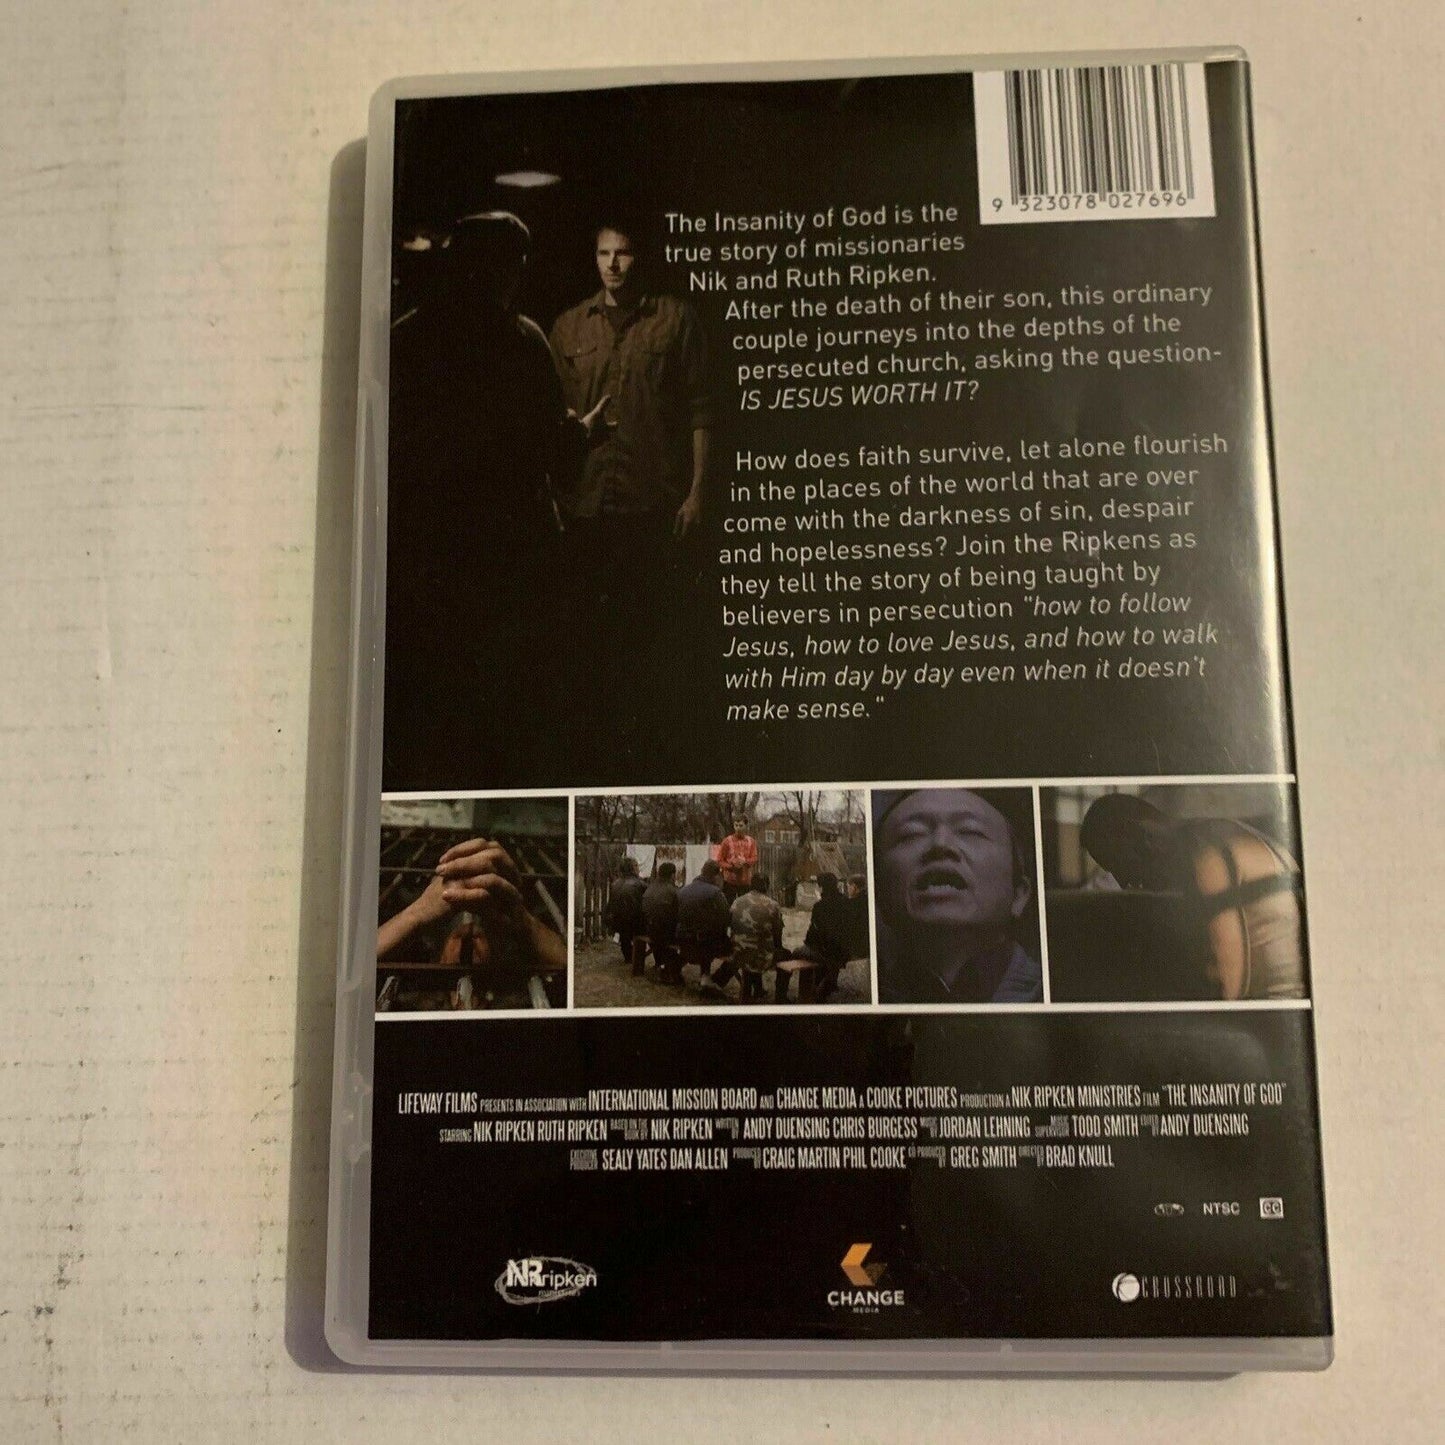 9 323078 027696
The Insanity of God is the
true story of missionaries
Nik and Ruth Ripken.
After the death of their son, this ordinary
couple journeys into the depths of the
persecuted church, asking the question-
IS JESUS WORTH IT?
How does faith survive, let alone flourish
in the places of the world that are over
come with the darkness of sin, despair
and hopelessness? Join the Ripkens as
they tell the story of being taught by
believers in persecution "how to follow
Jesus, how to love Jesus, and how to walk
with Him day by day even when it doesn't
make sense."
LIFEWAY FILMS PRESENTS IN ASSOCIATION WITH INTERNATIONAL MISSION BOARD AND CHANGE MEDIA A COOKE PICTURES PRODUCTION A NIK RIPKEN MINISTRIES FILM "THE INSANITY OF GOD"
STARRING NIK RIPKEN RUTH RIPKEN BASED ON THE BOOK BY NIK RIPKEN WRITTEN BY ANDY DUENSING CHRIS BURGESS MUSIC BY JORDAN LEHNING MUSIC SUPERVISOR TODD SMITH EDITED BY ANDY DUENSING
EXECUTIVE PRODUCER SEALY YATES DAN ALLEN PRODUCED BY CRAIG MARTIN PHIL COOKE CO PRODUCED BY GREG SMITH DIRECTED BY BRAD KNULL
NTSC CC
NR nikripken ministries
CHANGE
MEDIA
CROSSROAD